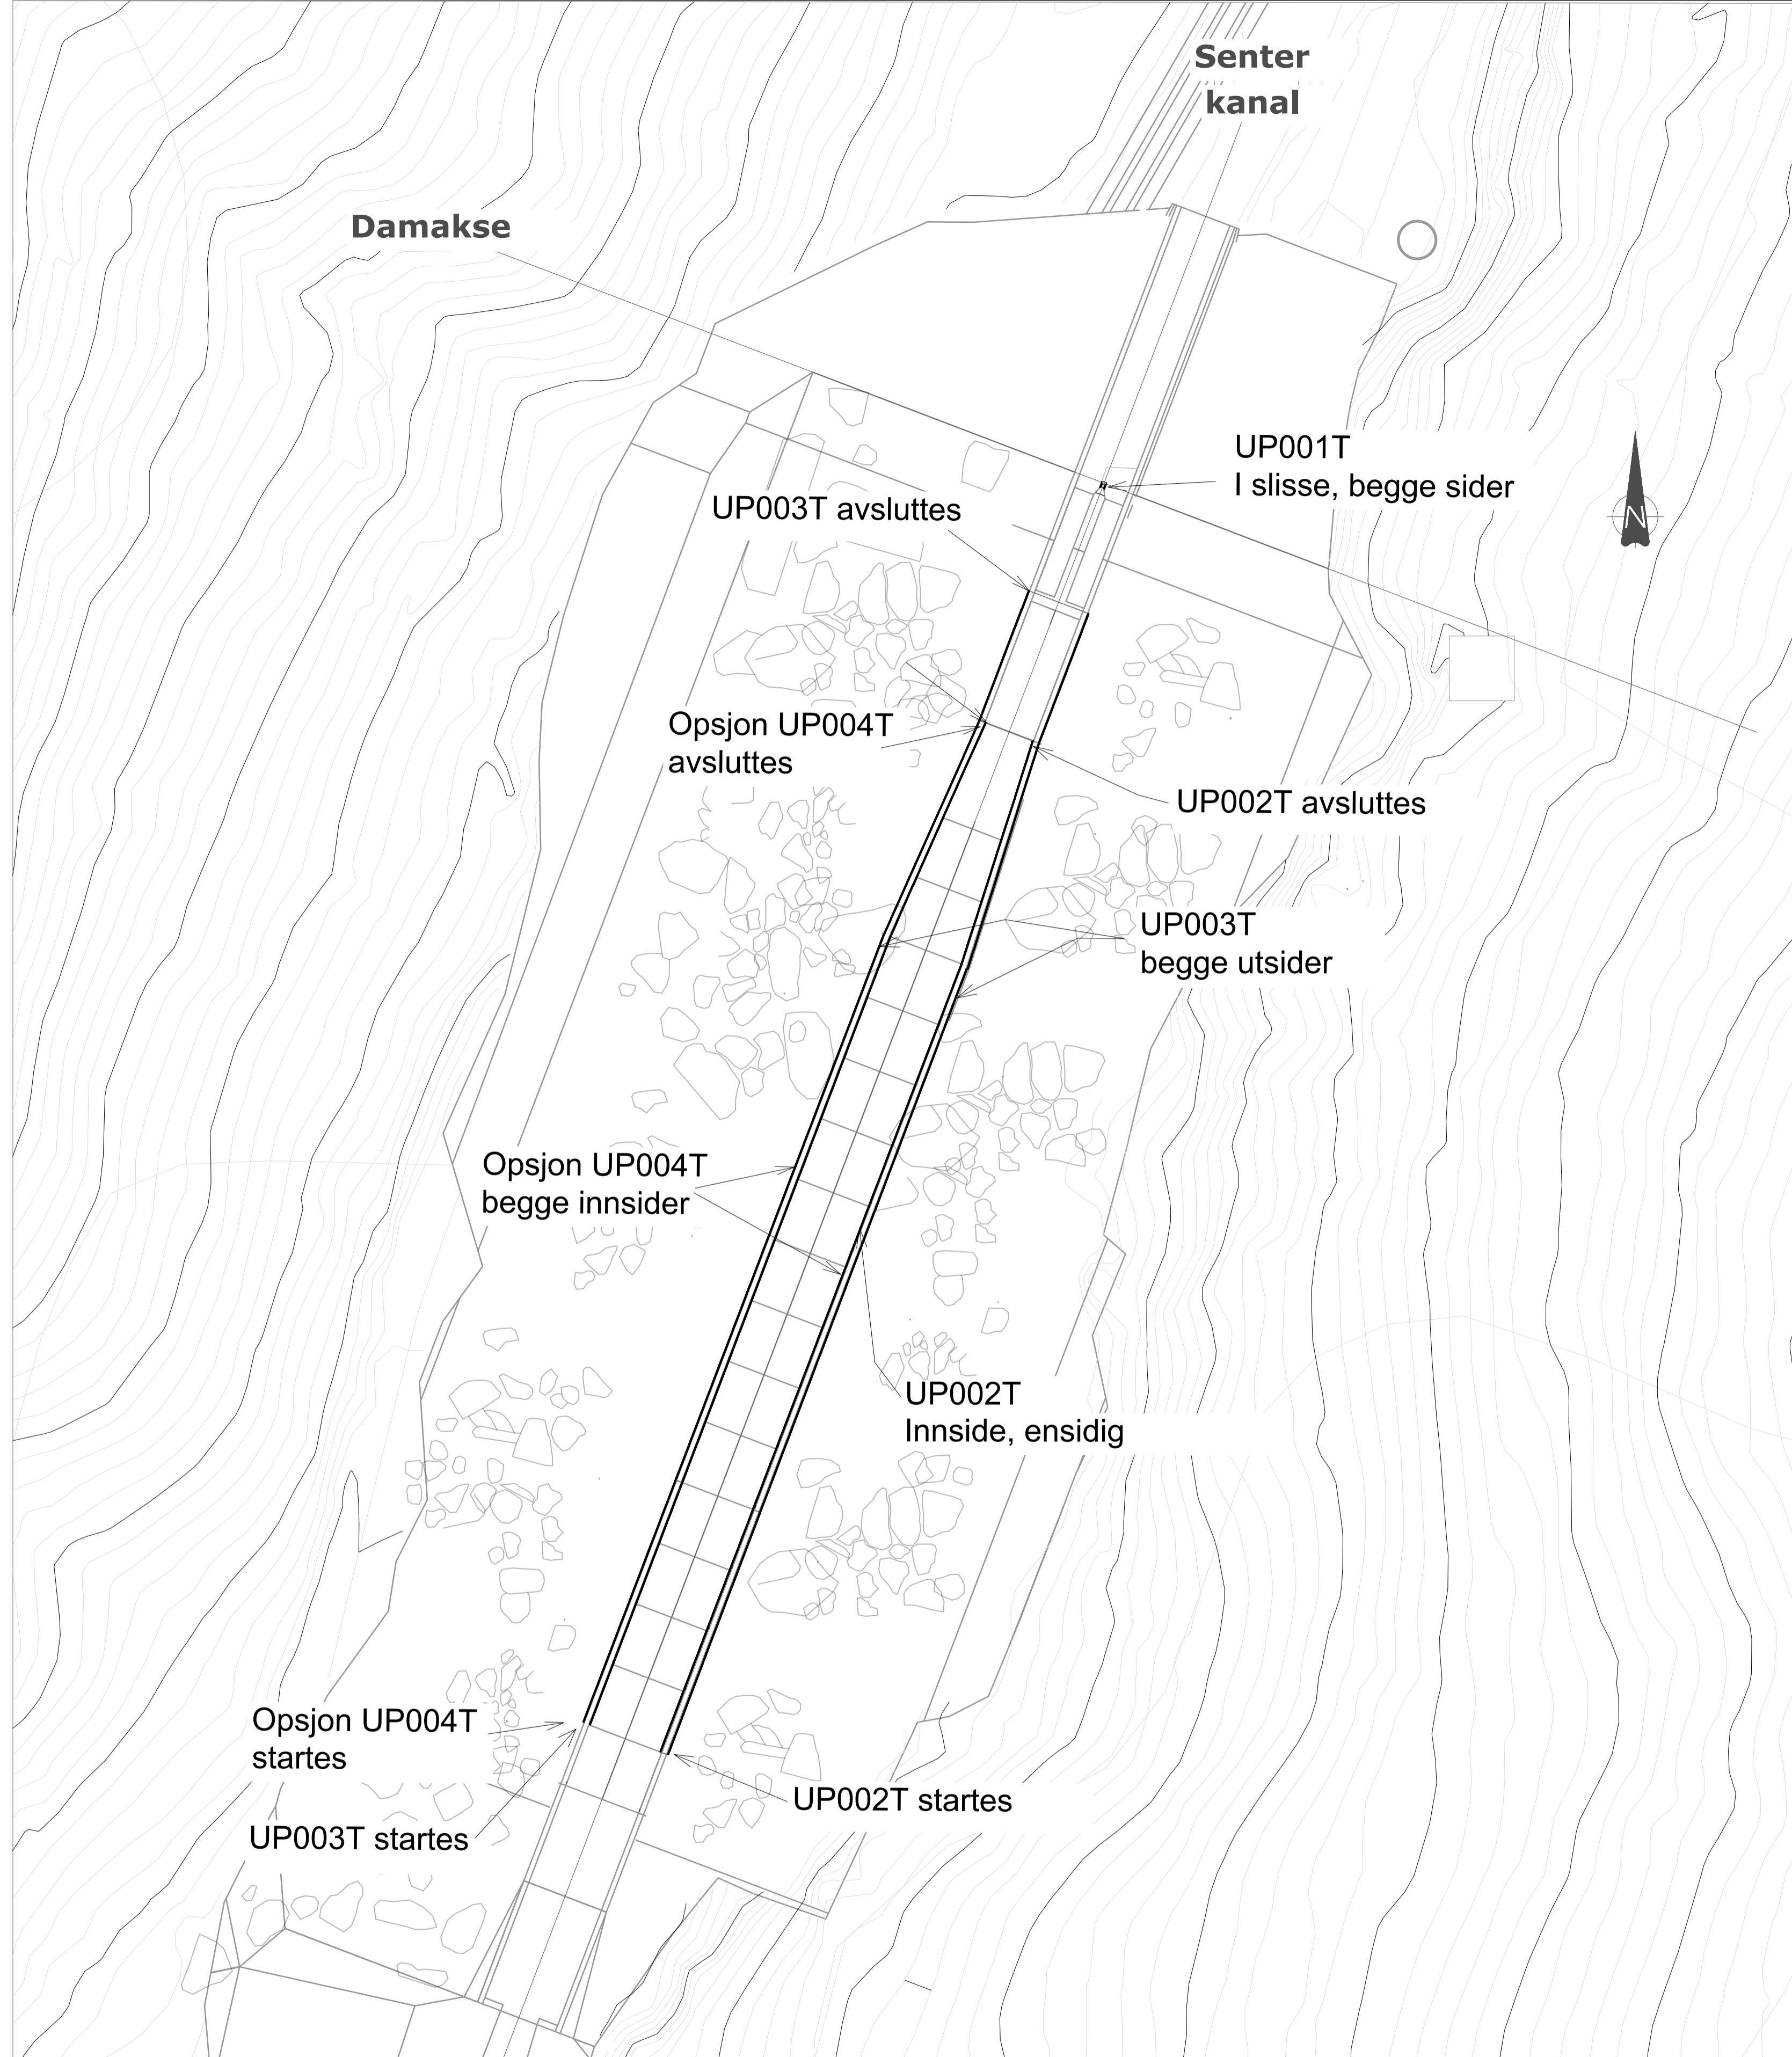 Senter
kanal
Damakse
UP001T
I slisse, begge sider
UP003T avsluttes
N
Opsjon UP004T
avsluttes
UP002T avsluttes
UP003T
begge utsider
Opsjon UP004T
begge innsider
UP002T
Innside, ensidig
Opsjon UP004T
startes
UP002T startes
UP003T startes